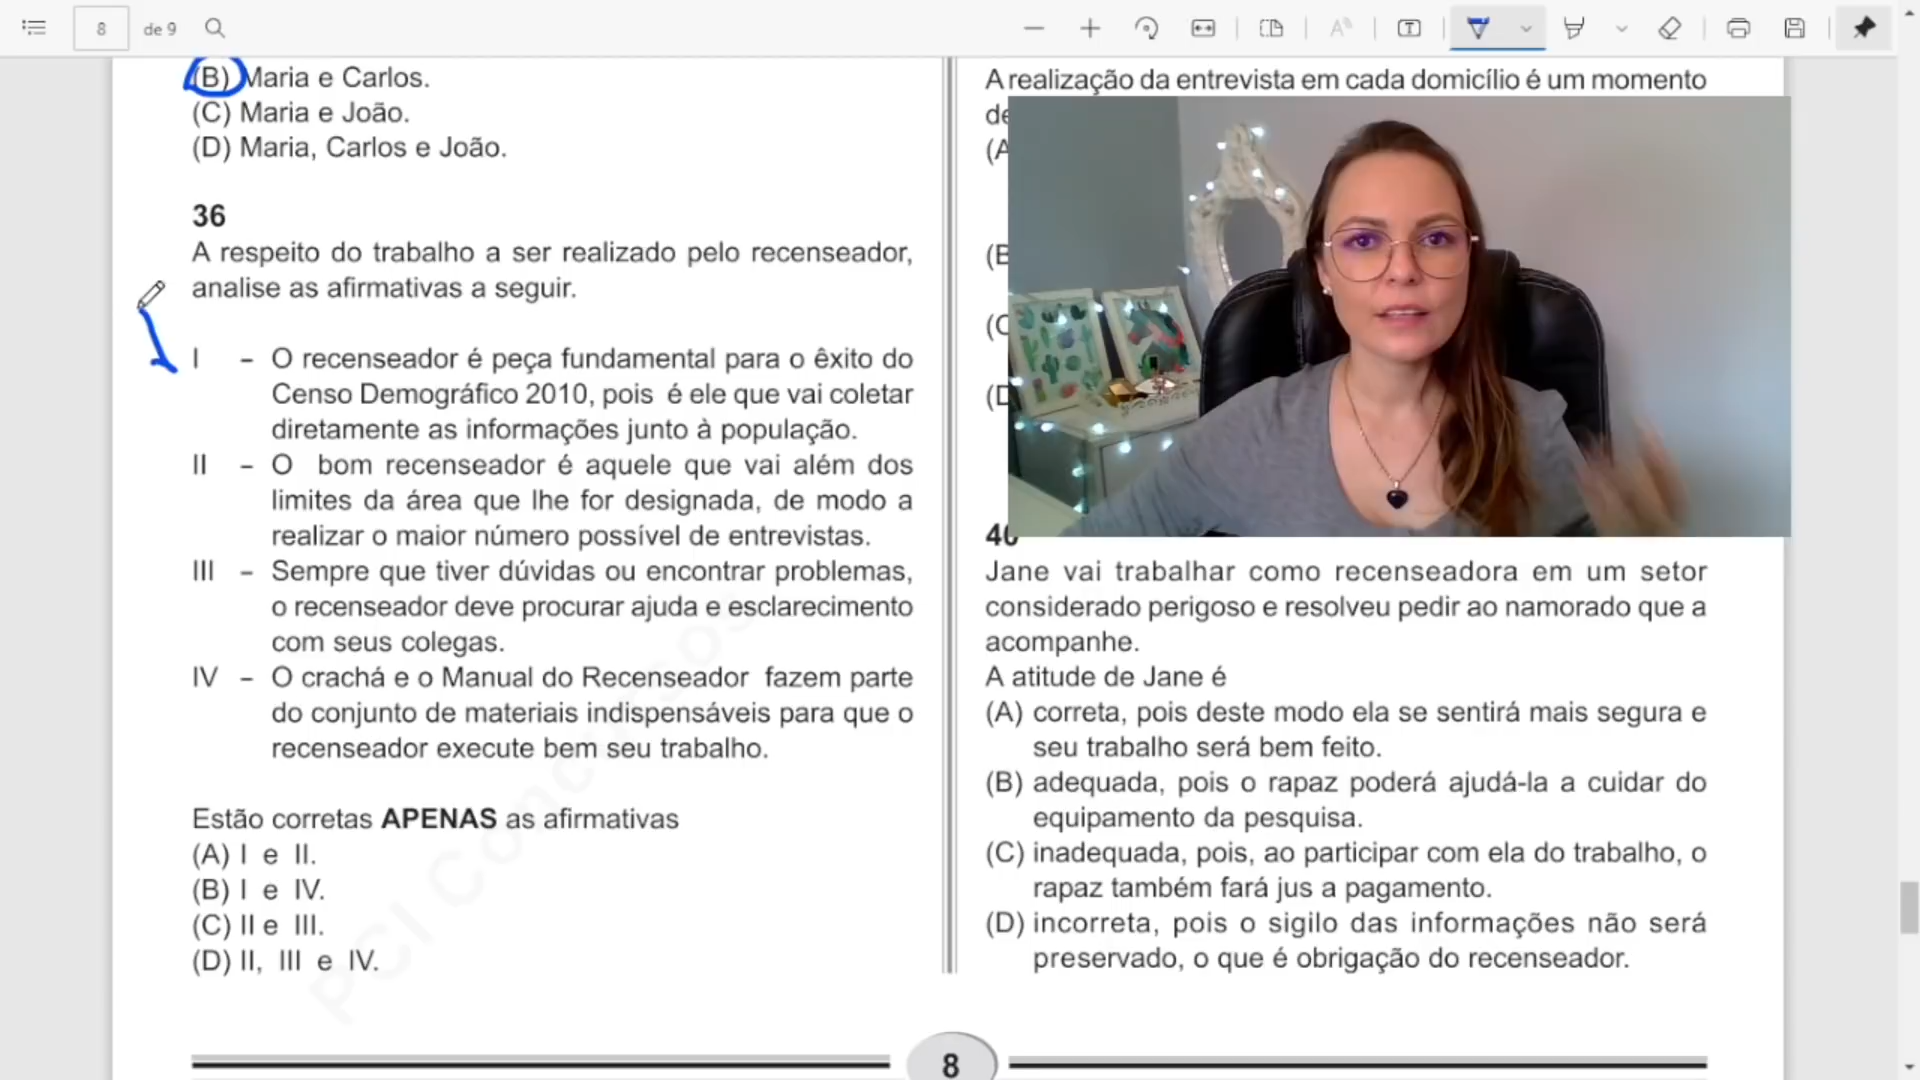 8
de 9
(B) Maria e Carlos.
(C) Maria e João.
(D) Maria, Carlos e João.
36
A respeito do trabalho a ser realizado pelo recenseador,
analise as afirmativas a seguir.
I – O recenseador é peça fundamental para o êxito do
Censo Demográfico 2010, pois é ele que vai coletar
diretamente as informações junto à população.
II – O bom recenseador é aquele que vai além dos
limites da área que lhe for designada, de modo a
realizar o maior número possível de entrevistas.
III – Sempre que tiver dúvidas ou encontrar problemas,
o recenseador deve procurar ajuda e esclarecimento
com seus colegas.
IV – O crachá e o Manual do Recenseador fazem parte
do conjunto de materiais indispensáveis para que o
recenseador execute bem seu trabalho.
Estão corretas APENAS as afirmativas
(A) I e II.
(B) I e IV.
(C) II e III.
(D) II, III e IV.
PCI Concursos
A realização da entrevista em cada domicílio é um momento
de
(A
(B
(C
(D
40
Jane vai trabalhar como recenseadora em um setor
considerado perigoso e resolveu pedir ao namorado que a
acompanhe.
A atitude de Jane é
(A) correta, pois deste modo ela se sentirá mais segura e
seu trabalho será bem feito.
(B) adequada, pois o rapaz poderá ajudá-la a cuidar do
equipamento da pesquisa.
(C) inadequada, pois, ao participar com ela do trabalho, o
rapaz também fará jus a pagamento.
(D) incorreta, pois o sigilo das informações não será
preservado, o que é obrigação do recenseador.
8